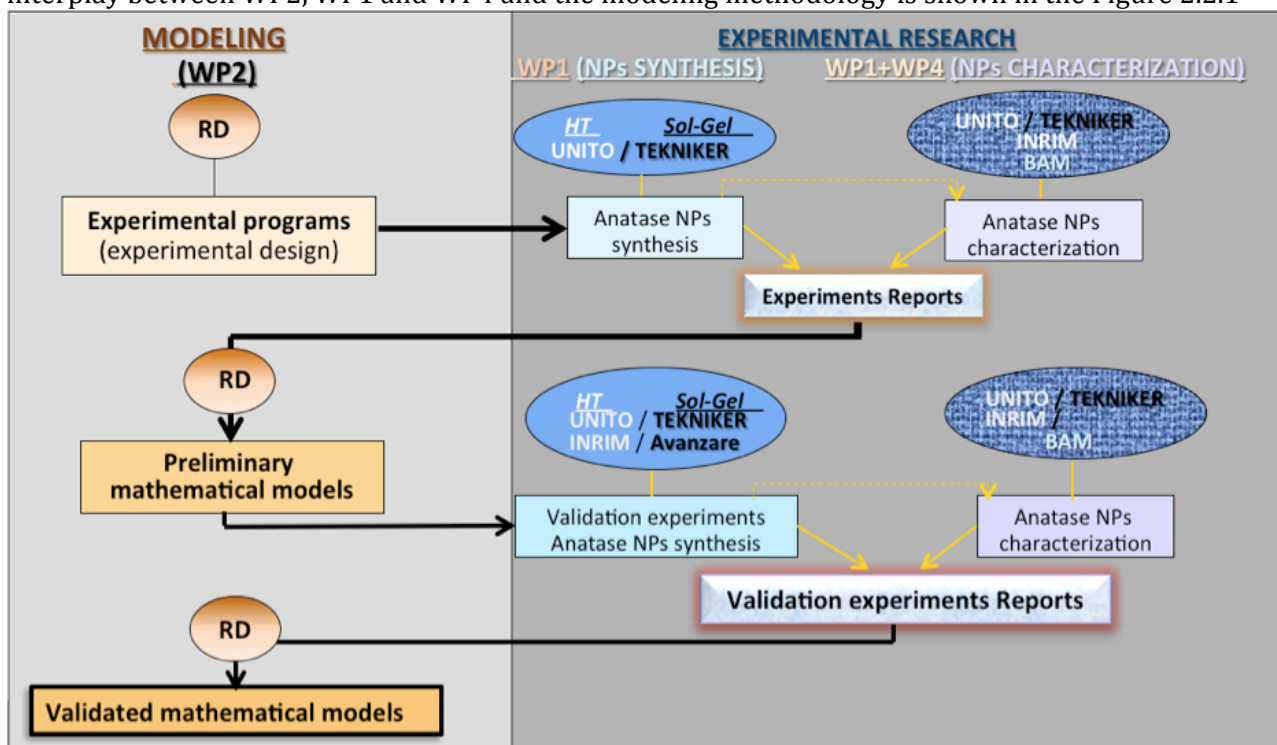 interplay between WP2, WP1 and WP4 and the modeling methodology is shown in the Figure 2.2.1
MODELING
(WP2)
EXPERIMENTAL RESEARCH
WP1 (NPs SYNTHESIS)
WP1+WP4 (NPs CHARACTERIZATION)
RD
HT Sol-Gel
UNITO / TEKNIKER
UNITO / TEKNIKER
INRIM
BAM
Experimental programs
(experimental design)
Anatase NPs
synthesis
Anatase NPs
characterization
Experiments Reports
RD
HT Sol-Gel
UNITO / TEKNIKER
INRIM / Avanzare
UNITO / TEKNIKER
INRIM /
BAM
Preliminary
mathematical models
Validation experiments
Anatase NPs synthesis
Anatase NPs
characterization
Validation experiments Reports
RD
Validated mathematical models